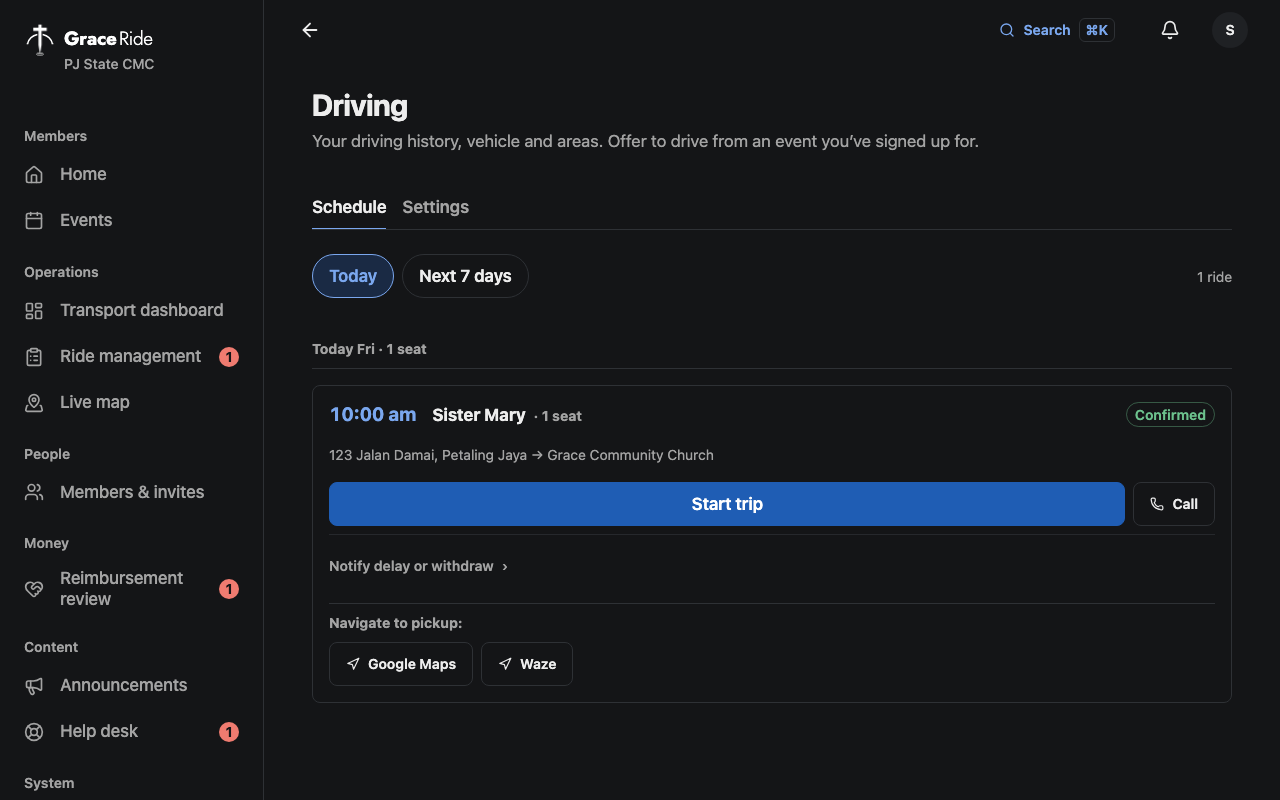 Grace Ride
PJ State CMC
Members
Home
Events
Operations
Transport dashboard
Ride management 1
Live map
People
Members & invites
Money
Reimbursement
review 1
Content
Announcements
Help desk 1
System
Search ⌘K
S
Driving
Your driving history, vehicle and areas. Offer to drive from an event you’ve signed up for.
Schedule Settings
Today Next 7 days 1 ride
Today Fri · 1 seat
10:00 am Sister Mary · 1 seat Confirmed
123 Jalan Damai, Petaling Jaya → Grace Community Church
Start trip Call
Notify delay or withdraw ›
Navigate to pickup:
Google Maps Waze